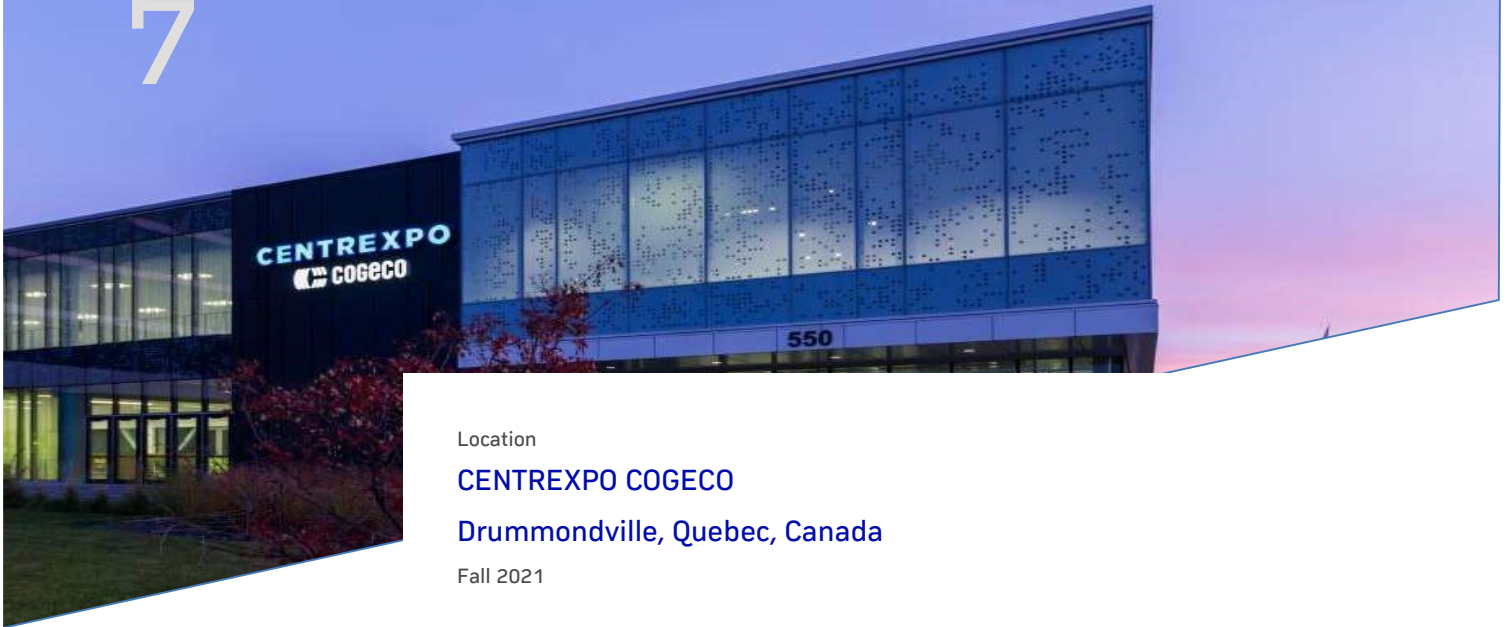 7
CENTREXPO
COGECO
550
Location
CENTREXPO COGECO
Drummondville, Quebec, Canada
Fall 2021